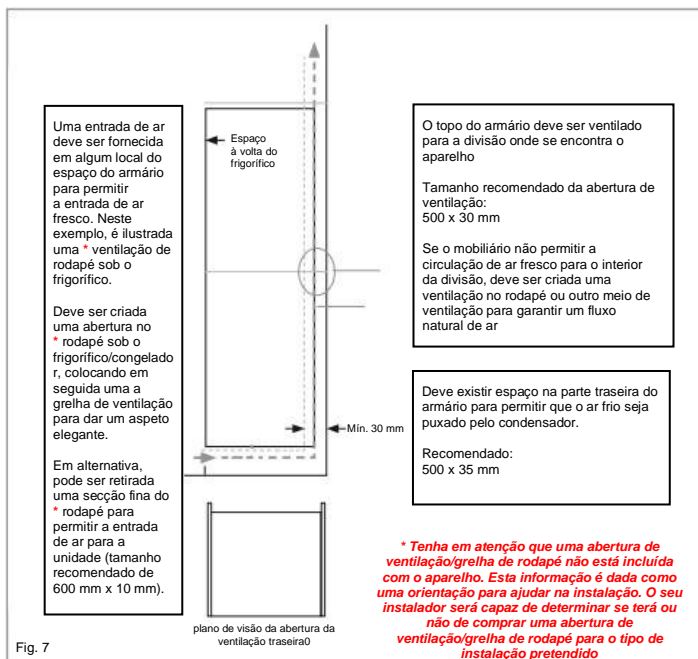 Uma entrada de ar
deve ser fornecida
em algum local do
espaço do armário
para permitir
a entrada de ar
fresco. Neste
exemplo, é ilustrada
uma * ventilação de
rodapé sob o
frigorífico.
Deve ser criada
uma abertura no
* rodapé sob o
frigorífico/congelado
r, colocando em
seguida uma a
grelha de ventilação
para dar um aspeto
elegante.
Em alternativa,
pode ser retirada
uma secção fina do
* rodapé para
permitir a entrada
de ar para a
unidade (tamanho
recomendado de
600 mm x 10 mm).
Espaço
à volta do
frigorífico
Mín. 30 mm
plano de visão da abertura da
ventilação traseira0
O topo do armário deve ser ventilado
para a divisão onde se encontra o
aparelho
Tamanho recomendado da abertura de
ventilação:
500 x 30 mm
Se o mobiliário não permitir a
circulação de ar fresco para o interior
da divisão, deve ser criada uma
ventilação no rodapé ou outro meio de
ventilação para garantir um fluxo
natural de ar
Deve existir espaço na parte traseira do
armário para permitir que o ar frio seja
puxado pelo condensador.
Recomendado:
500 x 35 mm
* Tenha em atenção que uma abertura de
ventilação/grelha de rodapé não está incluída
com o aparelho. Esta informação é dada como
uma orientação para ajudar na instalação. O seu
instalador será capaz de determinar se terá ou
não de comprar uma abertura de
ventilação/grelha de rodapé para o tipo de
instalação pretendido
Fig. 7